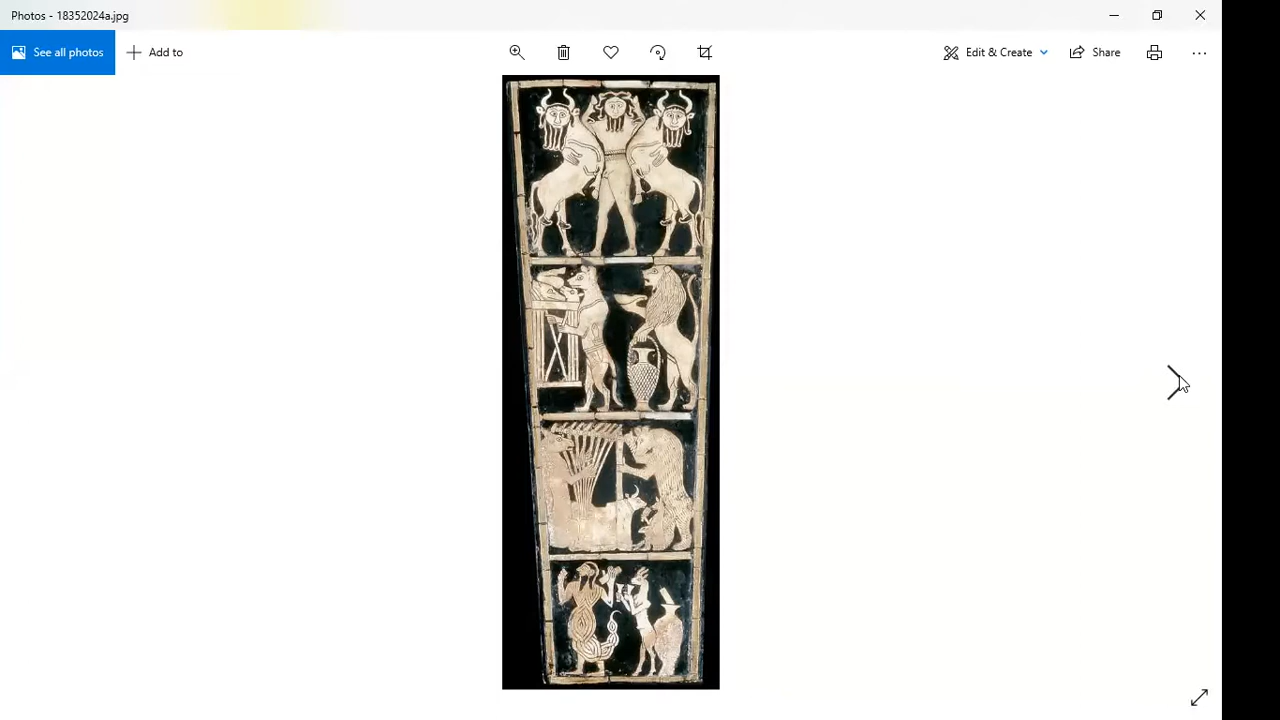 Photos - 18352024a.jpg
See all photos
Add to
Edit & Create
Share